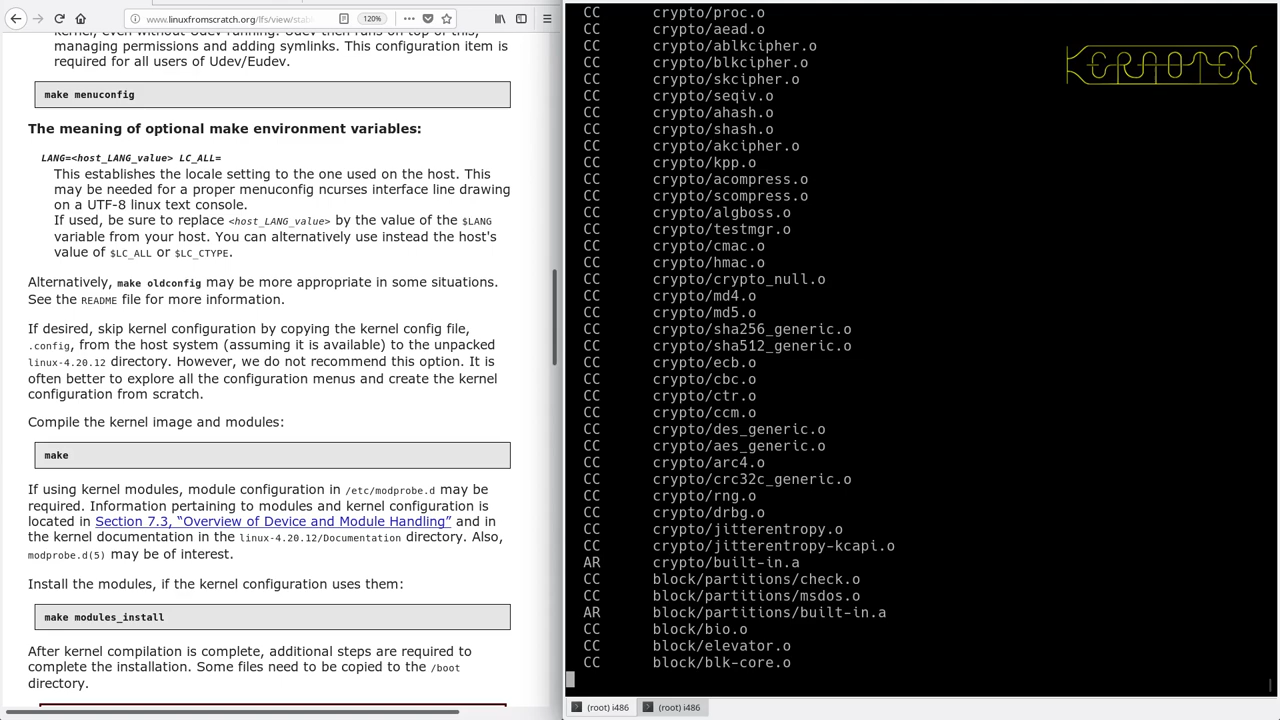 www.linuxfromscratch.org/lfs/view/stab
120%
kernel, even without Udev running. Udev then runs on top of this,
managing permissions and adding symlinks. This configuration item is
required for all users of Udev/Eudev.
make menuconfig
The meaning of optional make environment variables:
LANG=<host_LANG_value> LC_ALL=
This establishes the locale setting to the one used on the host. This
may be needed for a proper menuconfig ncurses interface line drawing
on a UTF-8 linux text console.
If used, be sure to replace <host_LANG_value> by the value of the $LANG
variable from your host. You can alternatively use instead the host's
value of $LC_ALL or $LC_CTYPE.
Alternatively, make oldconfig may be more appropriate in some situations.
See the README file for more information.
If desired, skip kernel configuration by copying the kernel config file,
.config, from the host system (assuming it is available) to the unpacked
linux-4.20.12 directory. However, we do not recommend this option. It is
often better to explore all the configuration menus and create the kernel
configuration from scratch.
Compile the kernel image and modules:
make
If using kernel modules, module configuration in /etc/modprobe.d may be
required. Information pertaining to modules and kernel configuration is
located in Section 7.3, “Overview of Device and Module Handling” and in
the kernel documentation in the linux-4.20.12/Documentation directory. Also,
modprobe.d(5) may be of interest.
Install the modules, if the kernel configuration uses them:
make modules_install
After kernel compilation is complete, additional steps are required to
complete the installation. Some files need to be copied to the /boot
directory.
CC crypto/proc.o
CC crypto/aead.o
CC crypto/ablkcipher.o
CC crypto/blkcipher.o
CC crypto/skcipher.o
CC crypto/seqiv.o
CC crypto/ahash.o
CC crypto/shash.o
CC crypto/akcipher.o
CC crypto/kpp.o
CC crypto/acompress.o
CC crypto/scompress.o
CC crypto/algboss.o
CC crypto/testmgr.o
CC crypto/cmac.o
CC crypto/hmac.o
CC crypto/crypto_null.o
CC crypto/md4.o
CC crypto/md5.o
CC crypto/sha256_generic.o
CC crypto/sha512_generic.o
CC crypto/ecb.o
CC crypto/cbc.o
CC crypto/ctr.o
CC crypto/ccm.o
CC crypto/des_generic.o
CC crypto/aes_generic.o
CC crypto/arc4.o
CC crypto/crc32c_generic.o
CC crypto/rng.o
CC crypto/drbg.o
CC crypto/jitterentropy.o
CC crypto/jitterentropy-kcapi.o
AR crypto/built-in.a
CC block/partitions/check.o
CC block/partitions/msdos.o
AR block/partitions/built-in.a
CC block/bio.o
CC block/elevator.o
CC block/blk-core.o
(root) i486
(root) i486